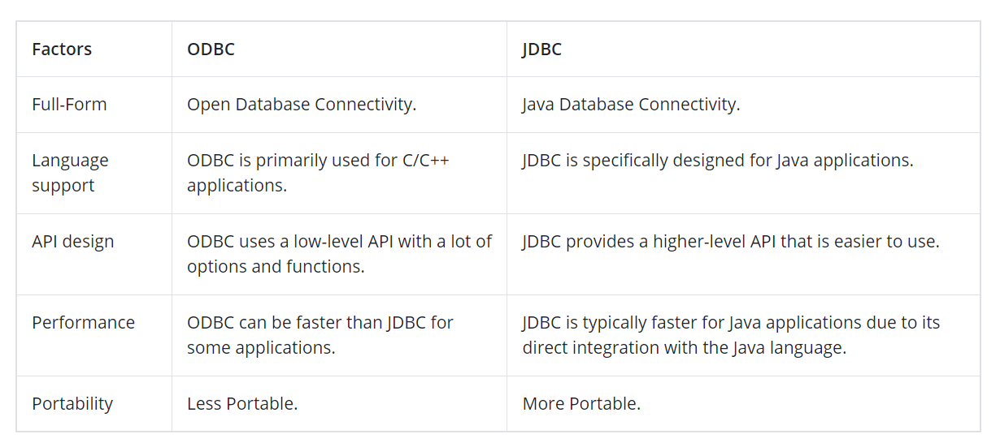 Factors ODBC JDBC
Full-Form Open Database Connectivity. Java Database Connectivity.
Language support ODBC is primarily used for C/C++ applications. JDBC is specifically designed for Java applications.
API design ODBC uses a low-level API with a lot of options and functions. JDBC provides a higher-level API that is easier to use.
Performance ODBC can be faster than JDBC for some applications. JDBC is typically faster for Java applications due to its direct integration with the Java language.
Portability Less Portable. More Portable.